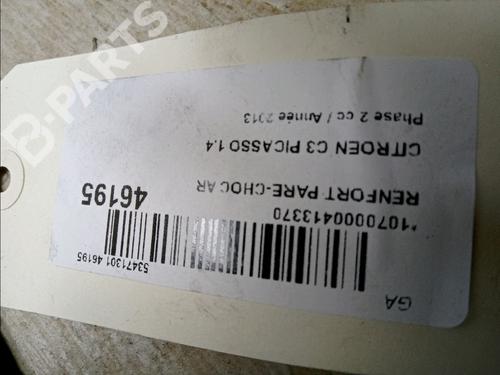 GA
*1070000413370
RENFORT PARE-CHOC AR
CITROEN C3 PICASSO 1.4
Phase 2 cc / Année 2013
46195
53471301 46195
B-PARTS